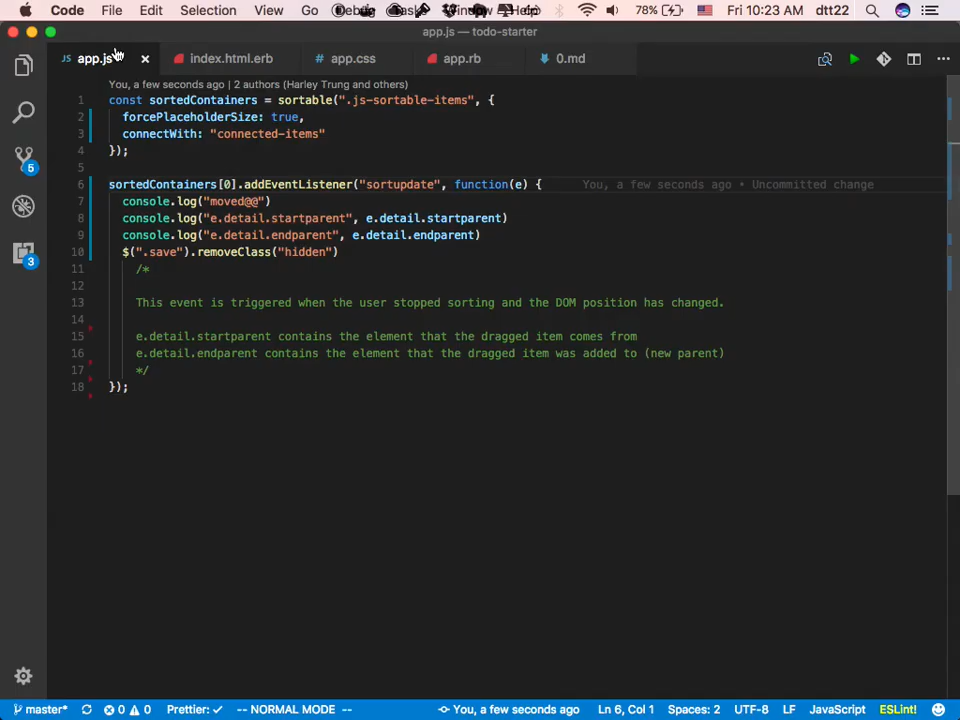 Code File Edit Selection View Go Debug Tasks Window Help 78% Fri 10:23 AM dtt22
app.js — todo-starter
JS app.js index.html.erb # app.css app.rb 0.md
You, a few seconds ago | 2 authors (Harley Trung and others)
1 const sortedContainers = sortable(".js-sortable-items", {
2 forcePlaceholderSize: true,
3 connectWith: "connected-items"
4 });
5
6 sortedContainers[0].addEventListener("sortupdate", function(e) { You, a few seconds ago • Uncommitted change
7 console.log("moved@@")
8 console.log("e.detail.startparent", e.detail.startparent)
9 console.log("e.detail.endparent", e.detail.endparent)
10 $(".save").removeClass("hidden")
11 /*
12
13 This event is triggered when the user stopped sorting and the DOM position has changed.
14
15 e.detail.startparent contains the element that the dragged item comes from
16 e.detail.endparent contains the element that the dragged item was added to (new parent)
17 */
18 });
5
3
master* 0 0 Prettier: ✓ -- NORMAL MODE -- You, a few seconds ago Ln 6, Col 1 Spaces: 2 UTF-8 LF JavaScript ESLint!